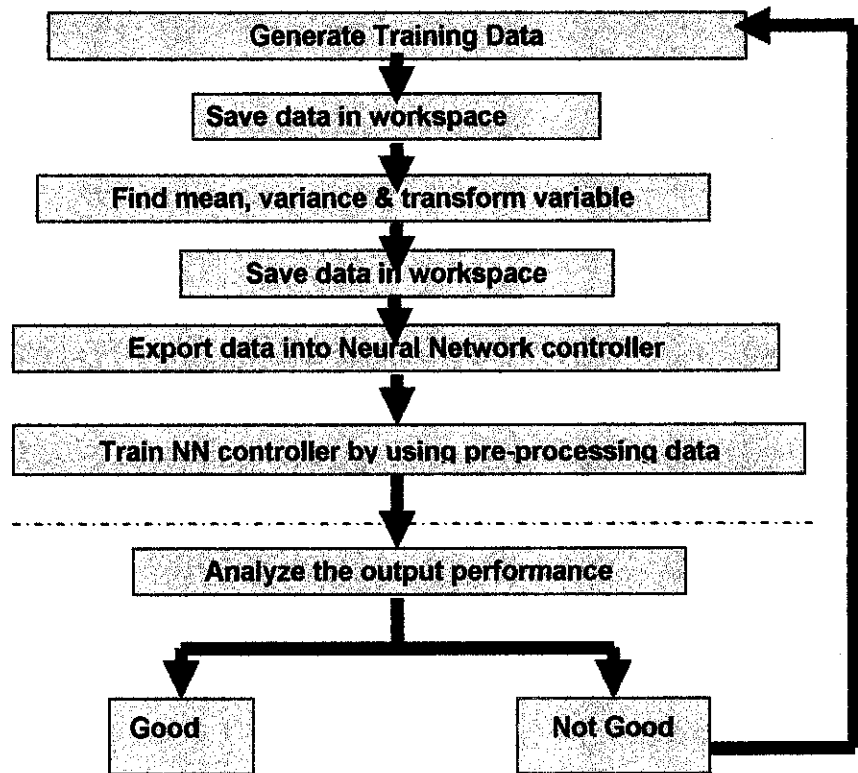 Generate Training Data
Save data in workspace
Find mean, variance & transform variable
Save data in workspace
Export data into Neural Network controller
Train NN controller by using pre-processing data
Analyze the output performance
Good
Not Good